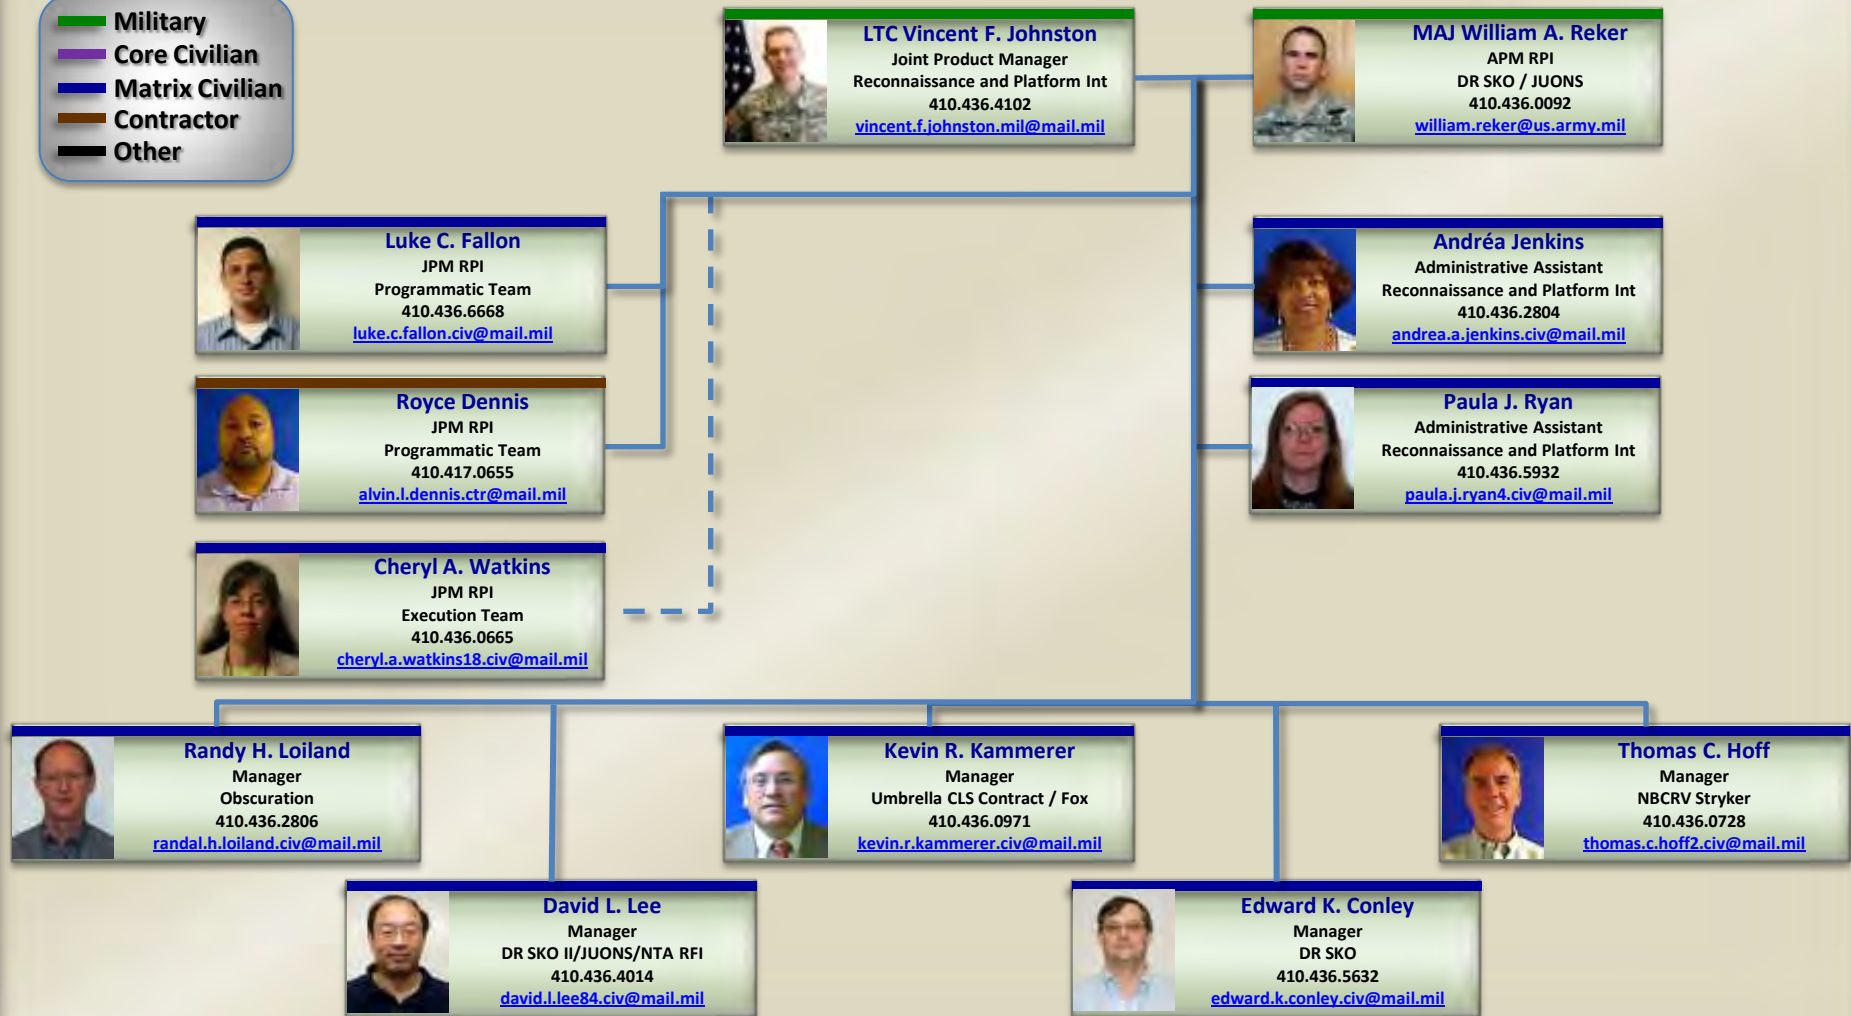 Military
Core Civilian
Matrix Civilian
Contractor
Other
LTC Vincent F. Johnston
Joint Product Manager
Reconnaissance and Platform Int
410.436.4102
vincent.f.johnston.mil@mail.mil
MAJ William A. Reker
APM RPI
DR SKO / JUONS
410.436.0092
william.reker@us.army.mil
Luke C. Fallon
JPM RPI
Programmatic Team
410.436.6668
luke.c.fallon.civ@mail.mil
Andréa Jenkins
Administrative Assistant
Reconnaissance and Platform Int
410.436.2804
andrea.a.jenkins.civ@mail.mil
Royce Dennis
JPM RPI
Programmatic Team
410.417.0655
alvin.l.dennis.ctr@mail.mil
Paula J. Ryan
Administrative Assistant
Reconnaissance and Platform Int
410.436.5932
paula.j.ryan4.civ@mail.mil
Cheryl A. Watkins
JPM RPI
Execution Team
410.436.0665
cheryl.a.watkins18.civ@mail.mil
Randy H. Loiland
Manager
Obscuration
410.436.2806
randal.h.loiland.civ@mail.mil
Kevin R. Kammerer
Manager
Umbrella CLS Contract / Fox
410.436.0971
kevin.r.kammerer.civ@mail.mil
Thomas C. Hoff
Manager
NBCRV Stryker
410.436.0728
thomas.c.hoff2.civ@mail.mil
David L. Lee
Manager
DR SKO II/JUONS/NTA RFI
410.436.4014
david.l.lee84.civ@mail.mil
Edward K. Conley
Manager
DR SKO
410.436.5632
edward.k.conley.civ@mail.mil